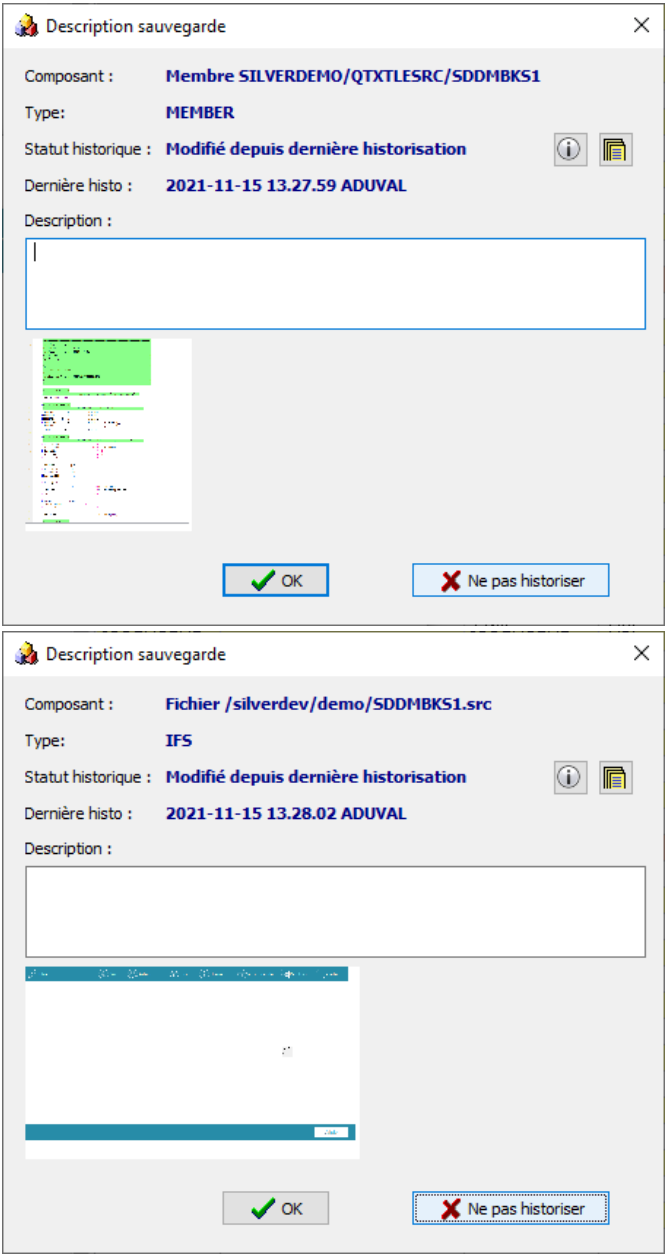 Description sauvegarde
Composant : Membre SILVERDEMO/QTXTLESRC/SDDMBKS1
Type: MEMBER
Statut historique : Modifié depuis dernière historisation
Dernière histo : 2021-11-15 13.27.59 ADUVAL
Description :
OK Ne pas historiser
Description sauvegarde
Composant : Fichier /silverdev/demo/SDDMBKS1.src
Type: IFS
Statut historique : Modifié depuis dernière historisation
Dernière histo : 2021-11-15 13.28.02 ADUVAL
Description :
OK Ne pas historiser